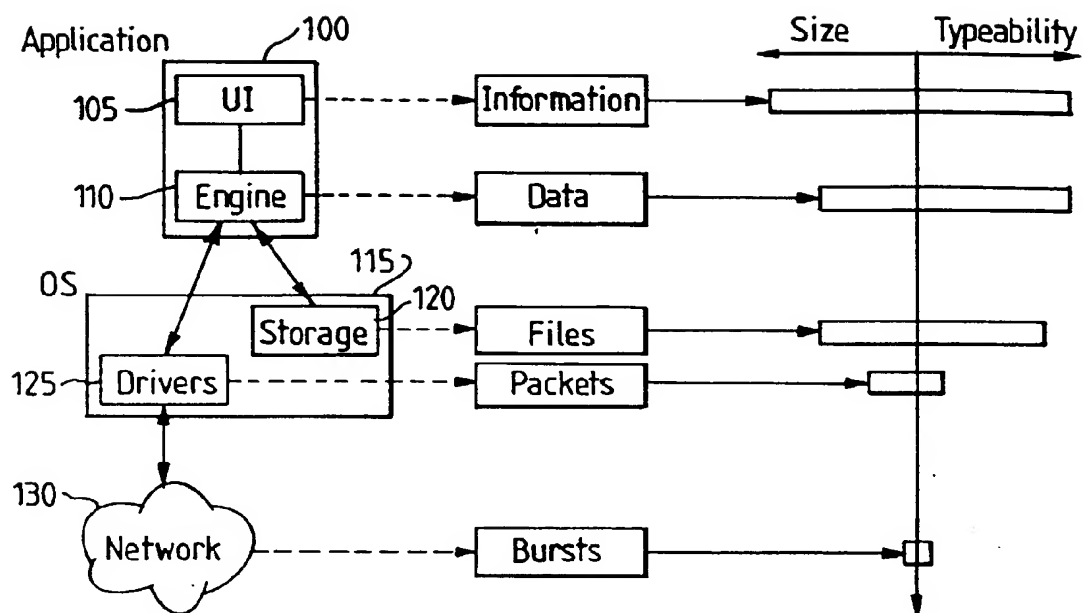 Application
100
Size
Typeability
105
UI
Information
110
Engine
Data
OS
115
120
Storage
Files
125
Drivers
Packets
130
Network
Bursts